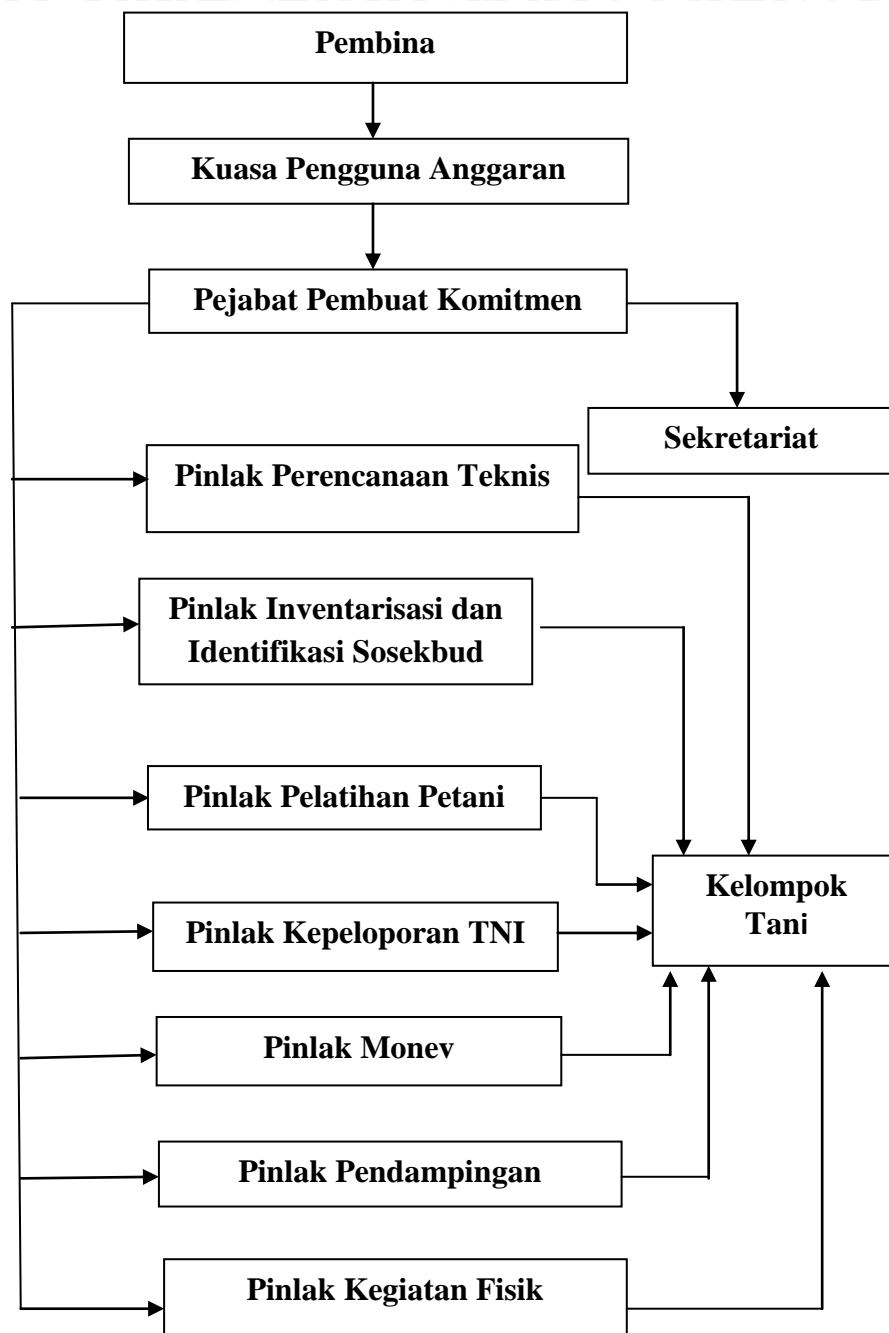 Pembina
Kuasa Pengguna Anggaran
Pejabat Pembuat Komitmen
Sekretariat
Pinlak Perencanaan Teknis
Pinlak Inventarisasi dan
Identifikasi Sosekbud
Pinlak Pelatihan Petani
Kelompok
Tani
Pinlak Kepeloporan TNI
Pinlak Monev
Pinlak Pendampingan
Pinlak Kegiatan Fisik